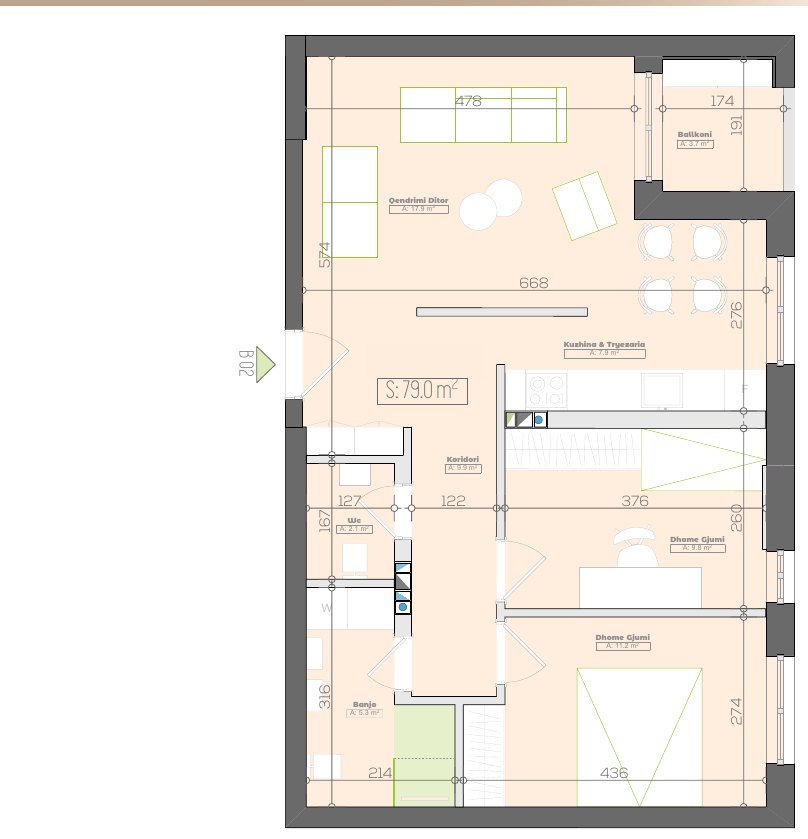 478
174
191
Ballkoni
A: 3.7 m²
Qendrimi Ditor
A: 17.9 m²
574
668
276
B.02
Kuzhina & Tryezaria
A: 7.9 m²
S: 79.0 m²
F
Koridori
A: 9.9 m²
127
122
376
167
260
Wc
A: 2.1 m²
Dhome Gjumi
A: 9.8 m²
W
Dhome Gjumi
A: 11.2 m²
316
Banjo
A: 5.3 m²
274
214
436